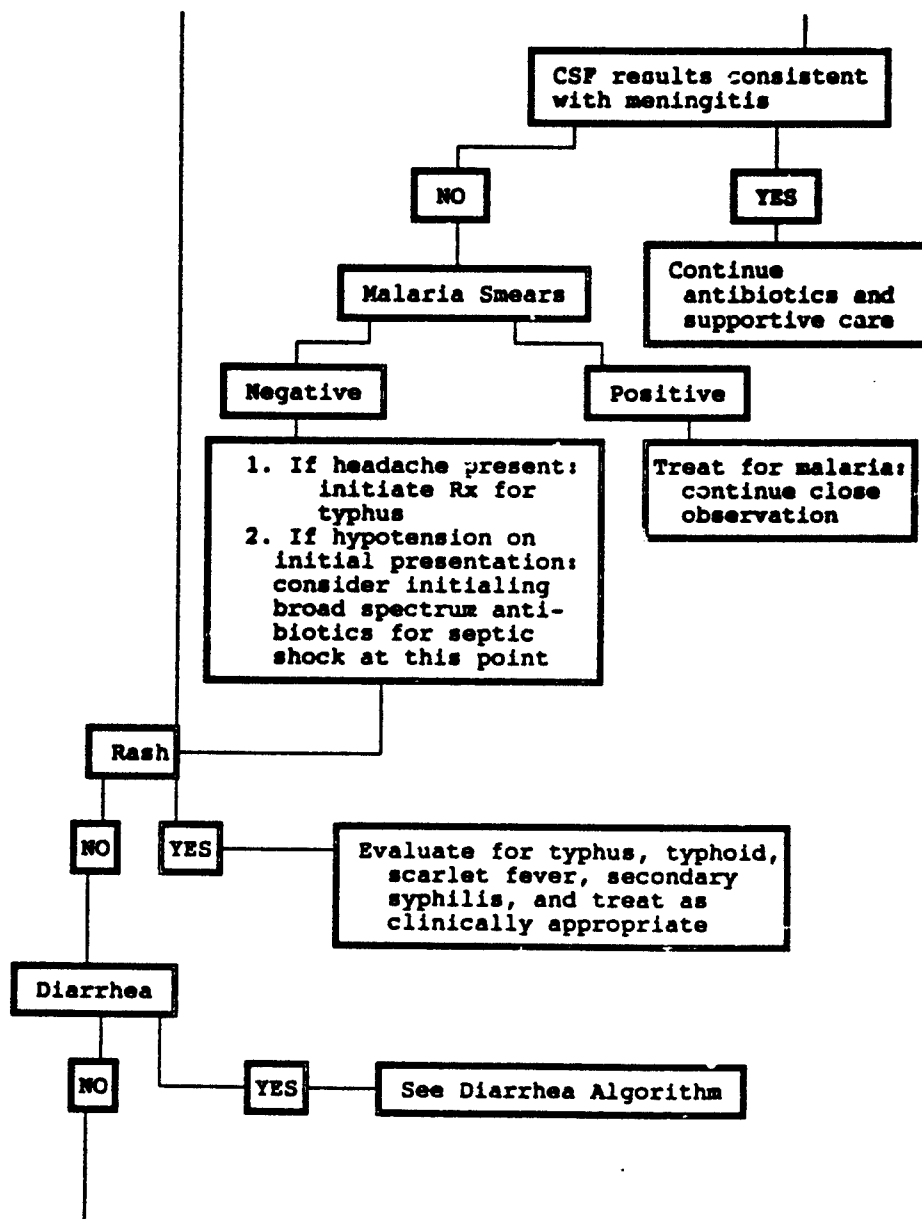 CSF results consistent
with meningitis
NO
YES
Continue
antibiotics and
supportive care
Malaria Smears
Negative
Positive
1. If headache present:
initiate Rx for
typhus
2. If hypotension on
initial presentation:
consider initialing
broad spectrum anti-
biotics for septic
shock at this point
Treat for malaria:
continue close
observation
Rash
NO
YES
Evaluate for typhus, typhoid,
scarlet fever, secondary
syphilis, and treat as
clinically appropriate
Diarrhea
NO
YES
See Diarrhea Algorithm